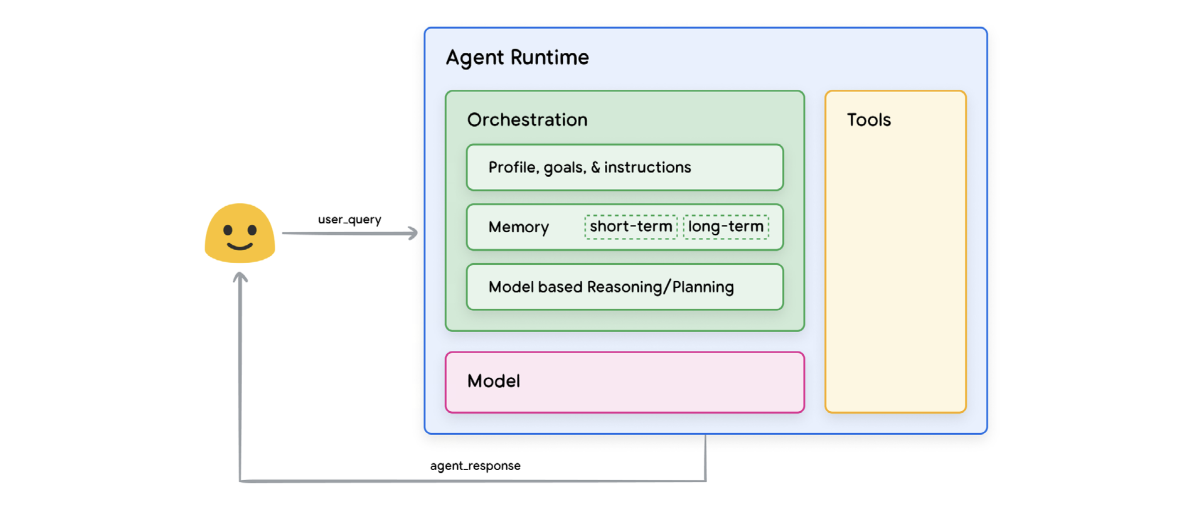 Agent Runtime
Orchestration
Tools
Profile, goals, & instructions
user_query
Memory
short-term
long-term
Model based Reasoning/Planning
Model
agent_response